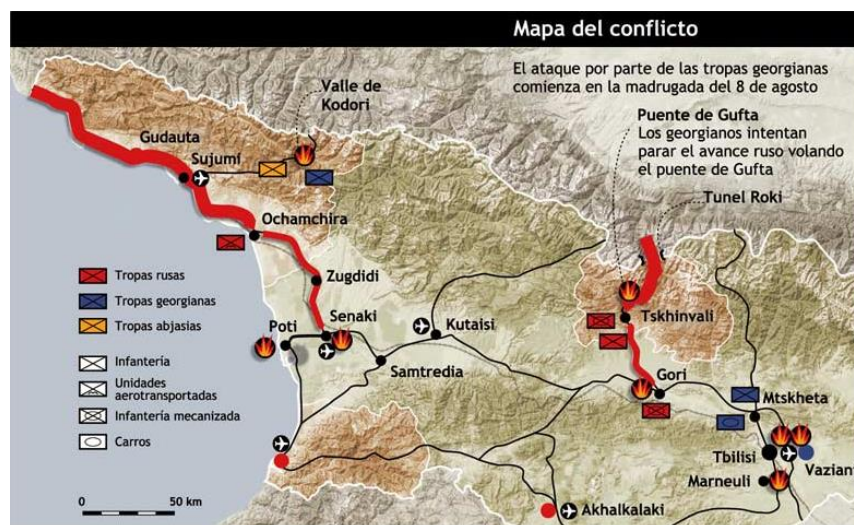 Mapa del conflicto
El ataque por parte de las tropas georgianas
comienza en la madrugada del 8 de agosto
Valle de
Kodori
Puente de Gufta
Los georgianos intentan
parar el avance ruso volando
el puente de Gufta
Tunel Roki
Gudauta
Sujumi
Ochamchira
Zugdidi
Senaki
Poti
Kutaisi
Samtredia
Tskhinvali
Gori
Mtskheta
Tbilisi
Vaziani
Marneuli
Akhalkalaki
Tropas rusas
Tropas georgianas
Tropas abjasias
Infantería
Unidades
aerotransportadas
Infantería mecanizada
Carros
0 50 km